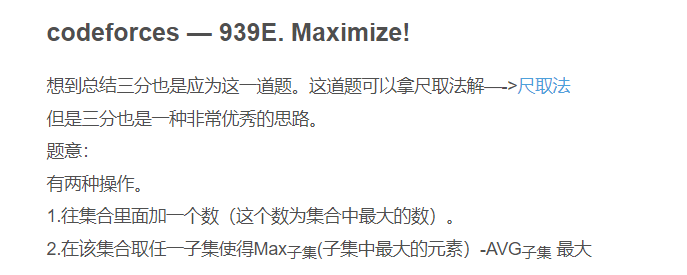 codeforces — 939E. Maximize!
想到总结三分也是应为这一道题。这道题可以拿尺取法解—->尺取法
但是三分也是一种非常优秀的思路。
题意：
有两种操作。
1.往集合里面加一个数（这个数为集合中最大的数）。
2.在该集合取任一子集使得Max子集(子集中最大的元素）-AVG子集 最大